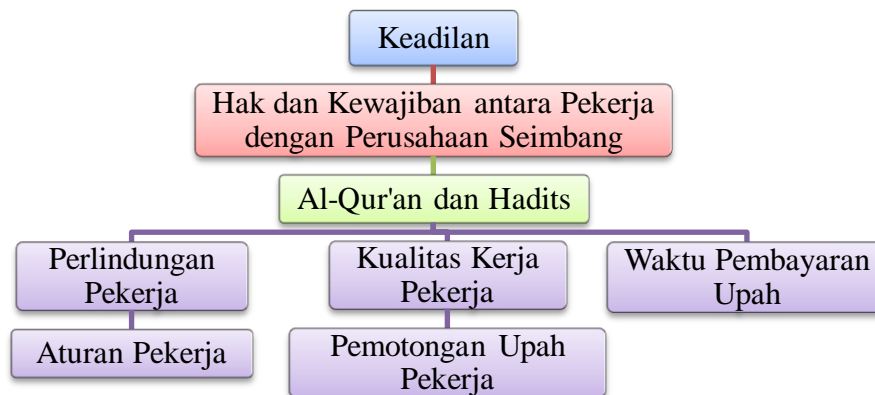 Keadilan
Hak dan Kewajiban antara Pekerja
dengan Perusahaan Seimbang
Al-Qur'an dan Hadits
Perlindungan
Pekerja
Kualitas Kerja
Pekerja
Waktu Pembayaran
Upah
Aturan Pekerja
Pemotongan Upah
Pekerja